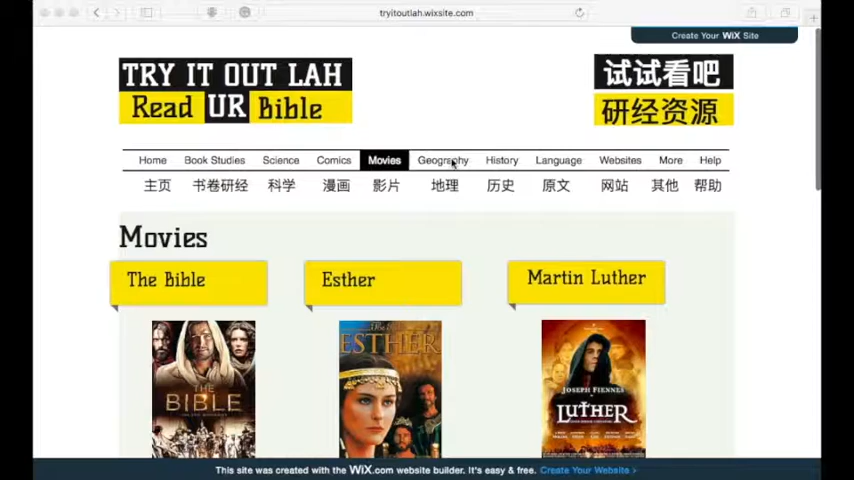 tryitoutlah.wixsite.com
Create Your WiX Site
TRY IT OUT LAH
Read UR Bible
试试看吧
研经资源
Home Book Studies Science Comics Movies Geography History Language Websites More Help
主页 书卷研经 科学 漫画 影片 地理 历史 原文 网站 其他 帮助
Movies
The Bible Esther Martin Luther
THE BIBLE
ESTHER
JOSEPH FIENNES
LUTHER
This site was created with the WiX.com website builder. It's easy & free. Create Your Website >